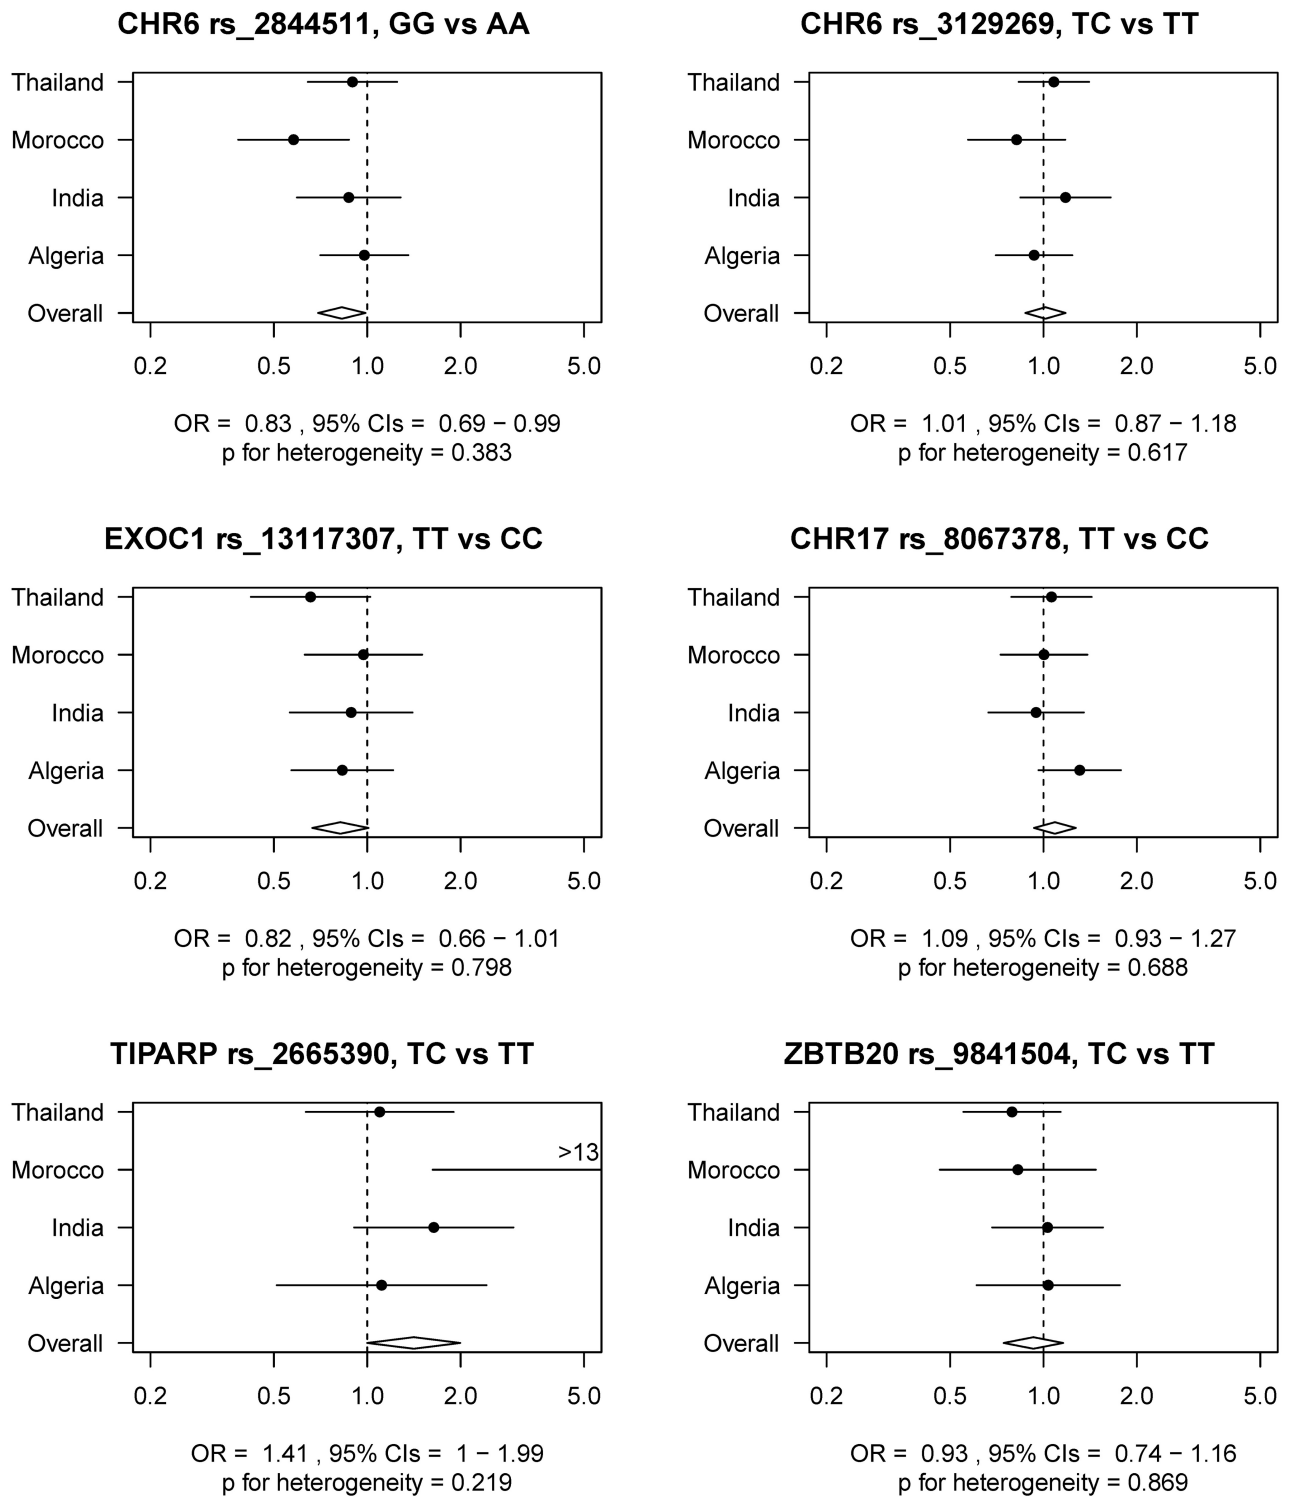 CHR6 rs_2844511, GG vs AA
Thailand
Morocco
India
Algeria
Overall
0.2 0.5 1.0 2.0 5.0
OR = 0.83 , 95% CIs = 0.69 − 0.99
p for heterogeneity = 0.383
CHR6 rs_3129269, TC vs TT
Thailand
Morocco
India
Algeria
Overall
0.2 0.5 1.0 2.0 5.0
OR = 1.01 , 95% CIs = 0.87 − 1.18
p for heterogeneity = 0.617
EXOC1 rs_13117307, TT vs CC
Thailand
Morocco
India
Algeria
Overall
0.2 0.5 1.0 2.0 5.0
OR = 0.82 , 95% CIs = 0.66 − 1.01
p for heterogeneity = 0.798
CHR17 rs_8067378, TT vs CC
Thailand
Morocco
India
Algeria
Overall
0.2 0.5 1.0 2.0 5.0
OR = 1.09 , 95% CIs = 0.93 − 1.27
p for heterogeneity = 0.688
TIPARP rs_2665390, TC vs TT
Thailand
>13
Morocco
India
Algeria
Overall
0.2 0.5 1.0 2.0 5.0
OR = 1.41 , 95% CIs = 1 − 1.99
p for heterogeneity = 0.219
ZBTB20 rs_9841504, TC vs TT
Thailand
Morocco
India
Algeria
Overall
0.2 0.5 1.0 2.0 5.0
OR = 0.93 , 95% CIs = 0.74 − 1.16
p for heterogeneity = 0.869